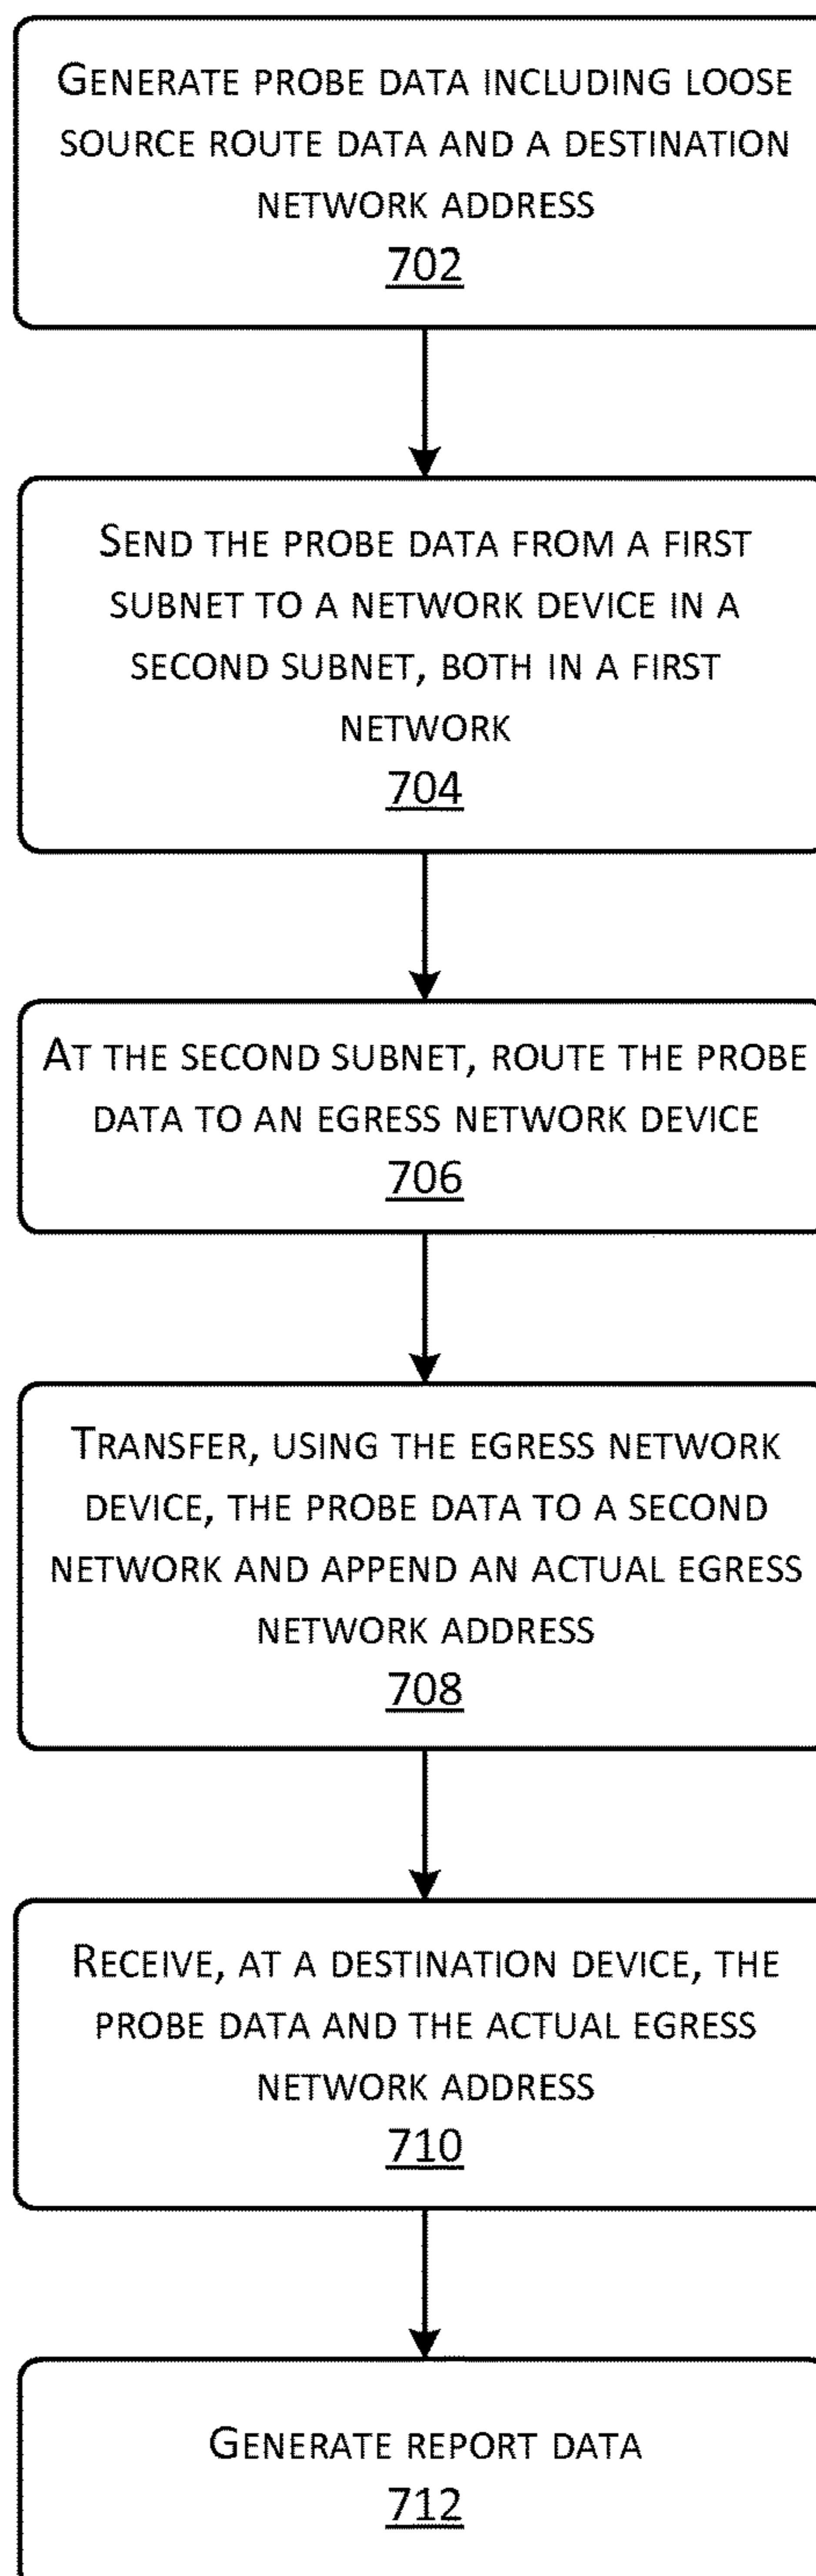 GENERATE PROBE DATA INCLUDING LOOSE
SOURCE ROUTE DATA AND A DESTINATION
NETWORK ADDRESS
702
SEND THE PROBE DATA FROM A FIRST
SUBNET TO A NETWORK DEVICE IN A
SECOND SUBNET, BOTH IN A FIRST
NETWORK
704
AT THE SECOND SUBNET, ROUTE THE PROBE
DATA TO AN EGRESS NETWORK DEVICE
706
TRANSFER, USING THE EGRESS NETWORK
DEVICE, THE PROBE DATA TO A SECOND
NETWORK AND APPEND AN ACTUAL EGRESS
NETWORK ADDRESS
708
RECEIVE, AT A DESTINATION DEVICE, THE
PROBE DATA AND THE ACTUAL EGRESS
NETWORK ADDRESS
710
GENERATE REPORT DATA
712